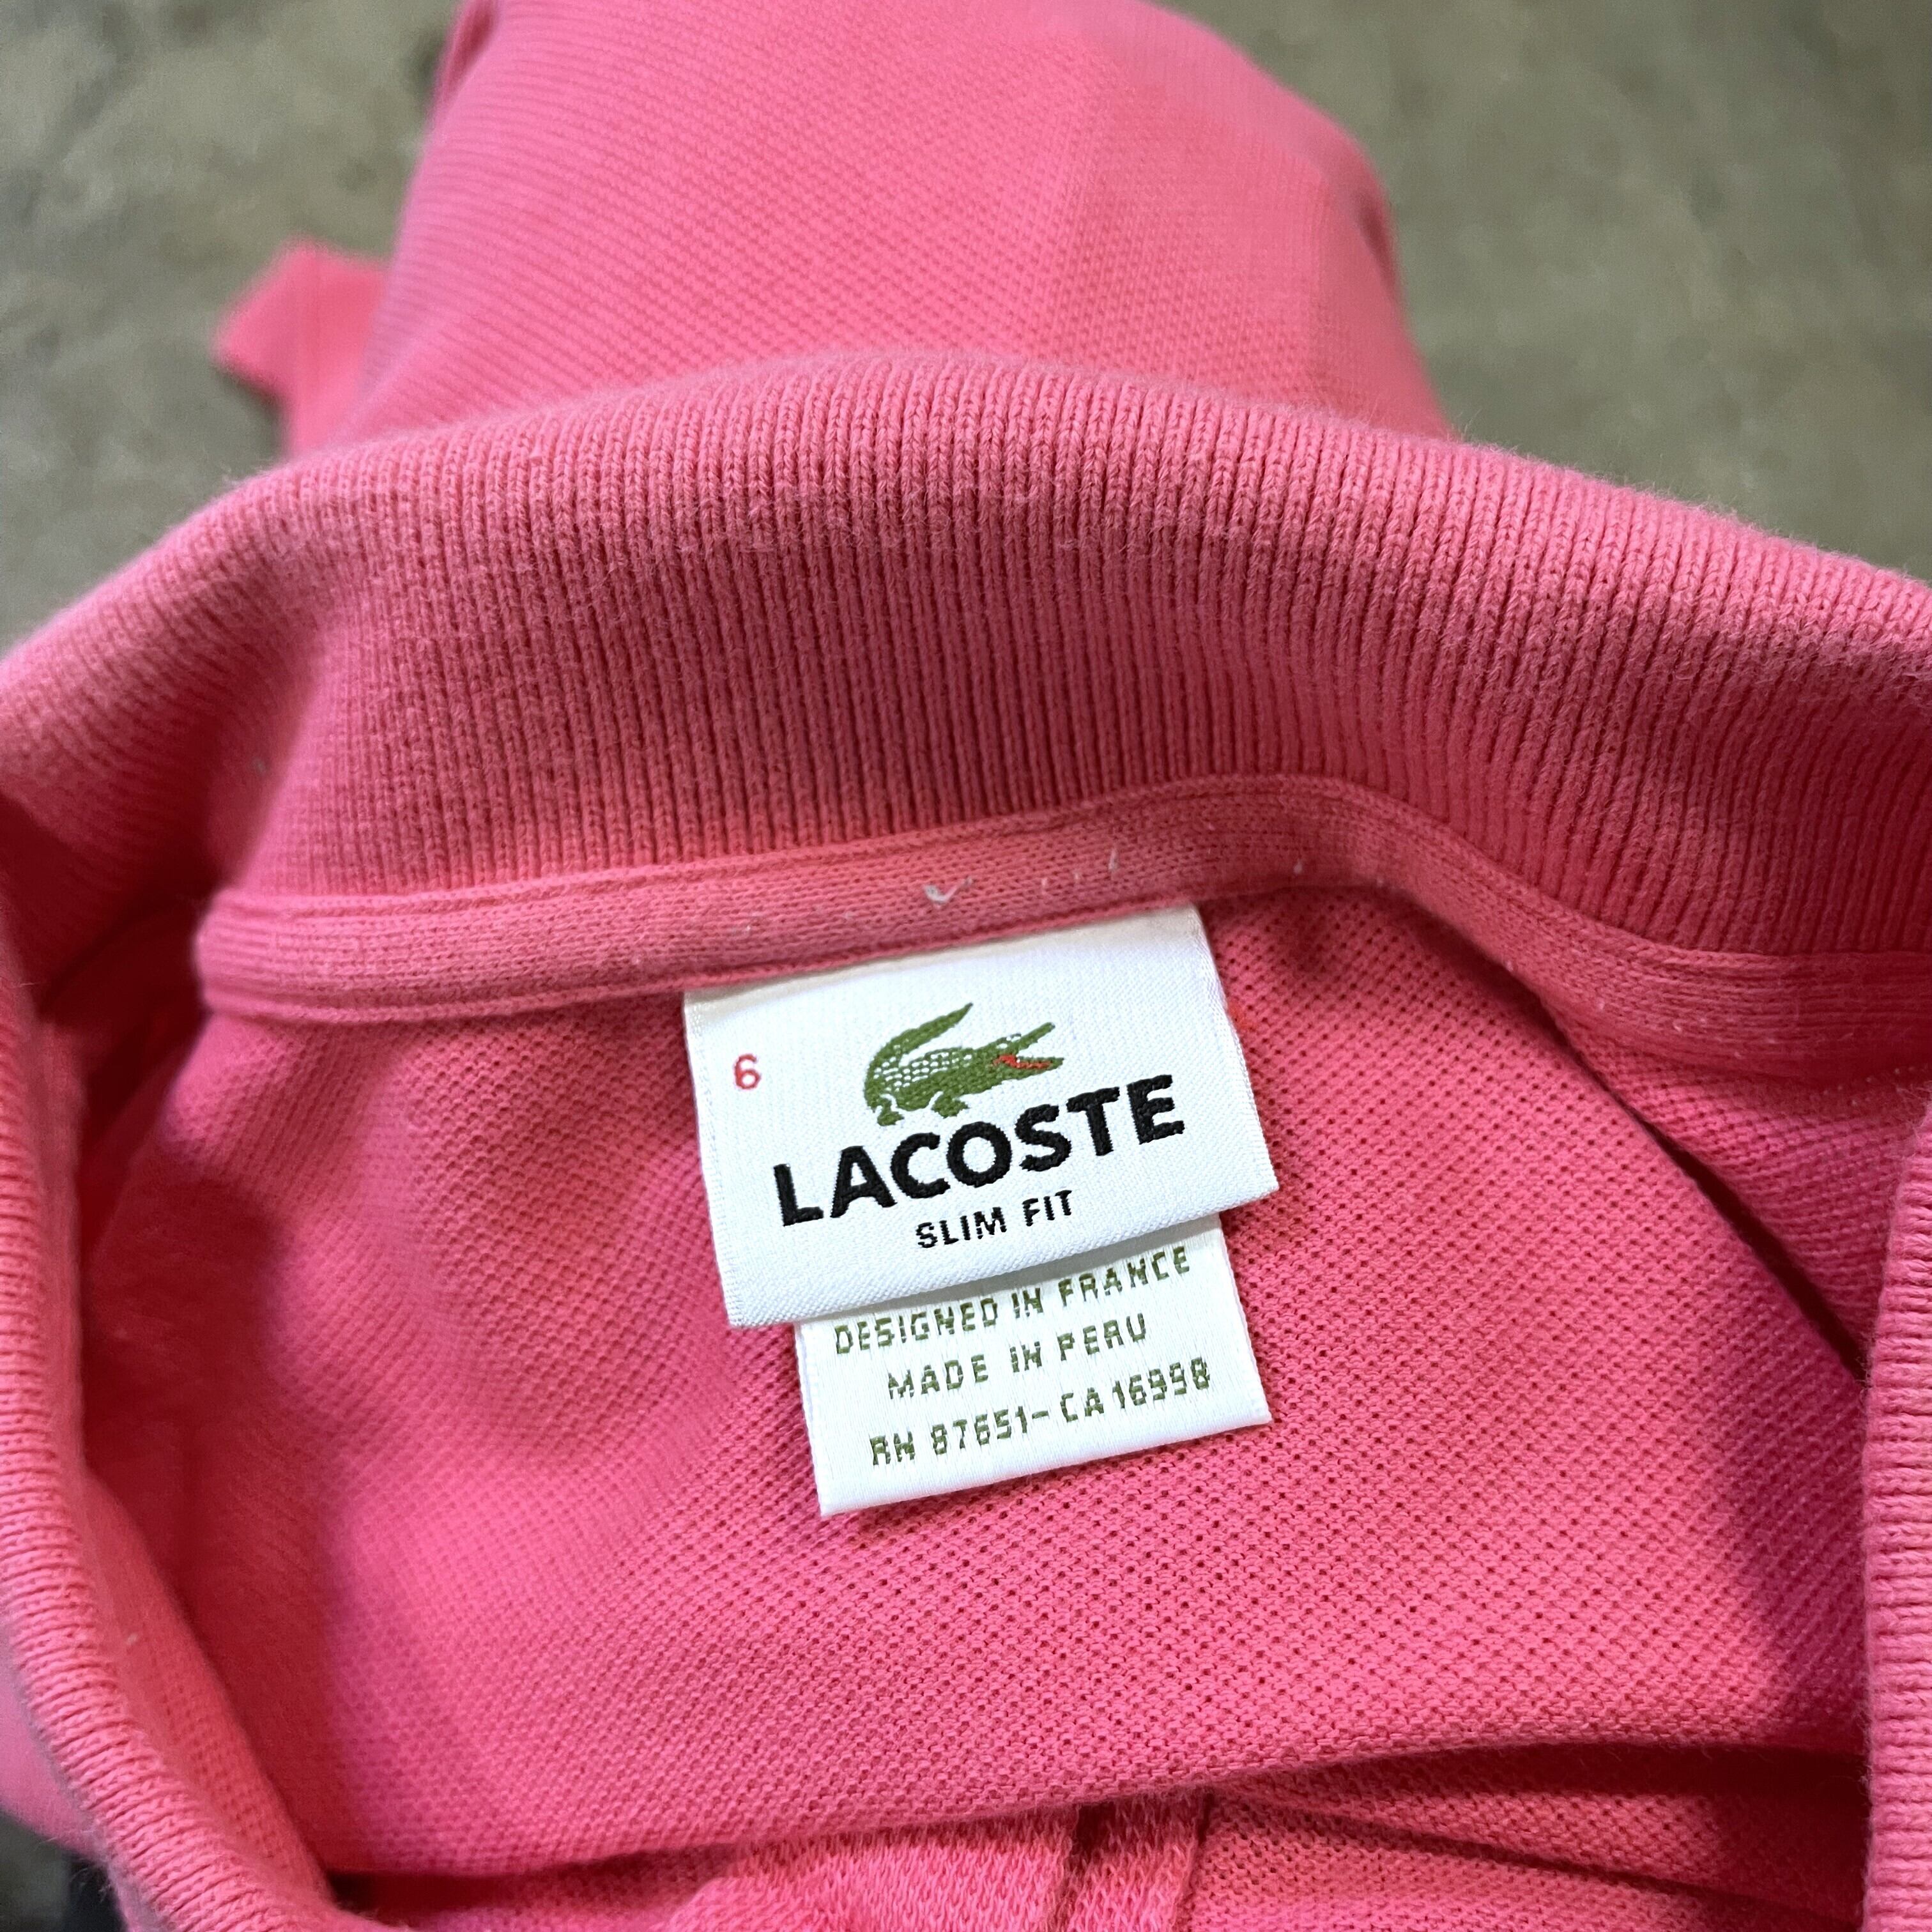 6
LACOSTE
SLIM FIT
DESIGNED IN FRANCE
MADE IN PERU
RN 87651-CA 16998